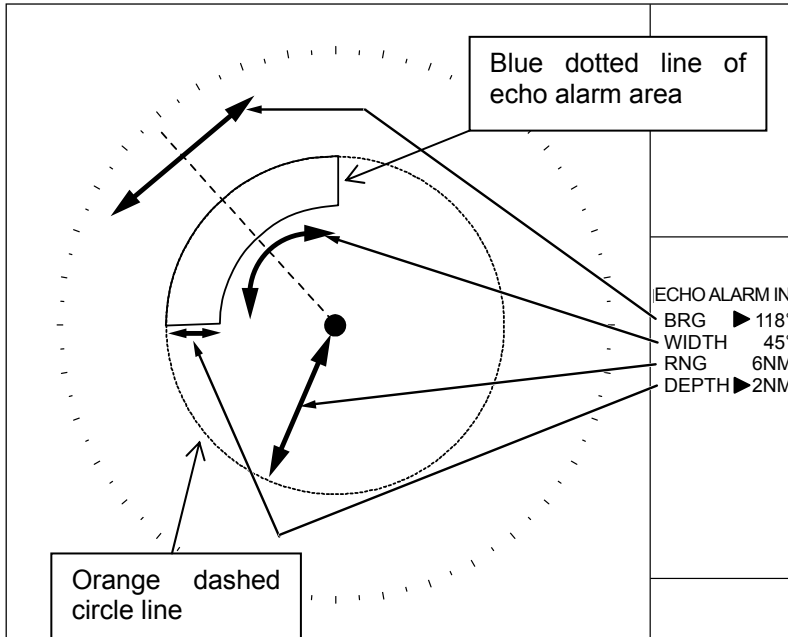 Blue dotted line of
echo alarm area
ECHO ALARM IN
BRG ▶ 118°
WIDTH 45°
RNG 6NM
DEPTH ▶ 2NM
Orange dashed
circle line